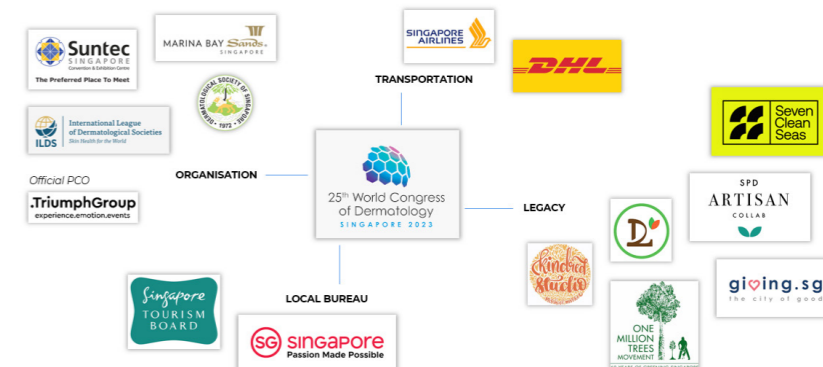 Suntec
SINGAPORE
Convention & Exhibition Centre
The Preferred Place To Meet
MARINA BAY Sands®
SINGAPORE
DERMATOLOGICAL SOCIETY OF SINGAPORE
• 1972 •
ILDS
International League
of Dermatological Societies
Skin Health for the World
Official PCO
.TriumphGroup
experience.emotion.events
ORGANISATION
SINGAPORE
AIRLINES
DHL
TRANSPORTATION
25th World Congress
of Dermatology
SINGAPORE 2023
LEGACY
Seven
Clean
Seas
SPD
ARTISAN
COLLAB
DL
Kindred
Studio
giving.sg
the city of good
ONE
MILLION
TREES
MOVEMENT
LOCAL BUREAU
Singapore
TOURISM
BOARD
SG SINGAPORE
Passion Made Possible